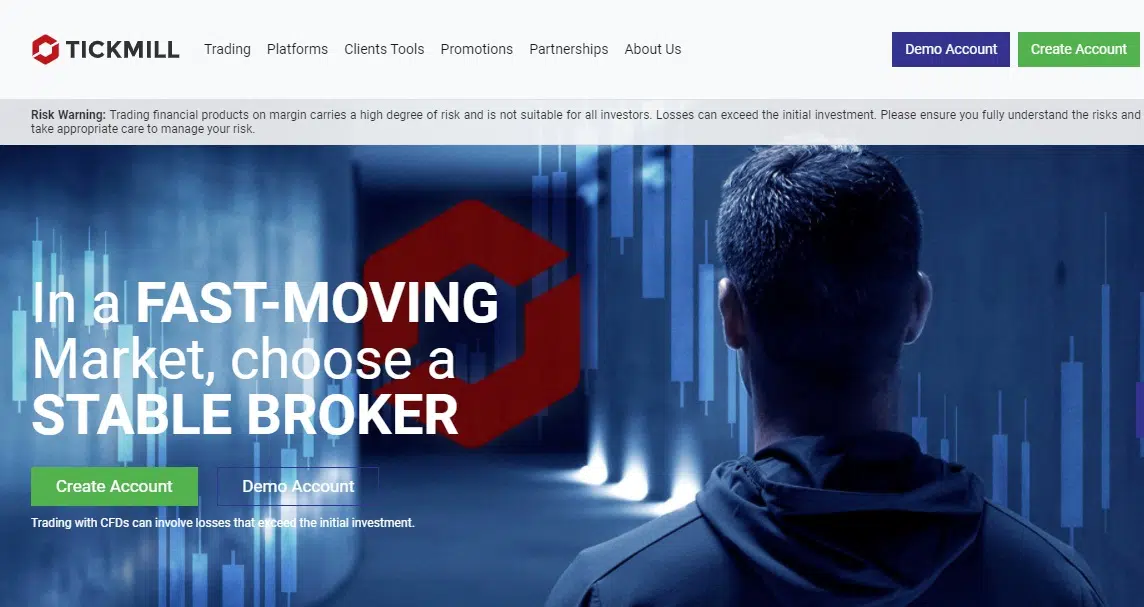 TICKMILL
Trading Platforms Clients Tools Promotions Partnerships About Us
Demo Account Create Account
Risk Warning: Trading financial products on margin carries a high degree of risk and is not suitable for all investors. Losses can exceed the initial investment. Please ensure you fully understand the risks and
take appropriate care to manage your risk.
In a FAST-MOVING
Market, choose a
STABLE BROKER
Create Account Demo Account
Trading with CFDs can involve losses that exceed the initial investment.